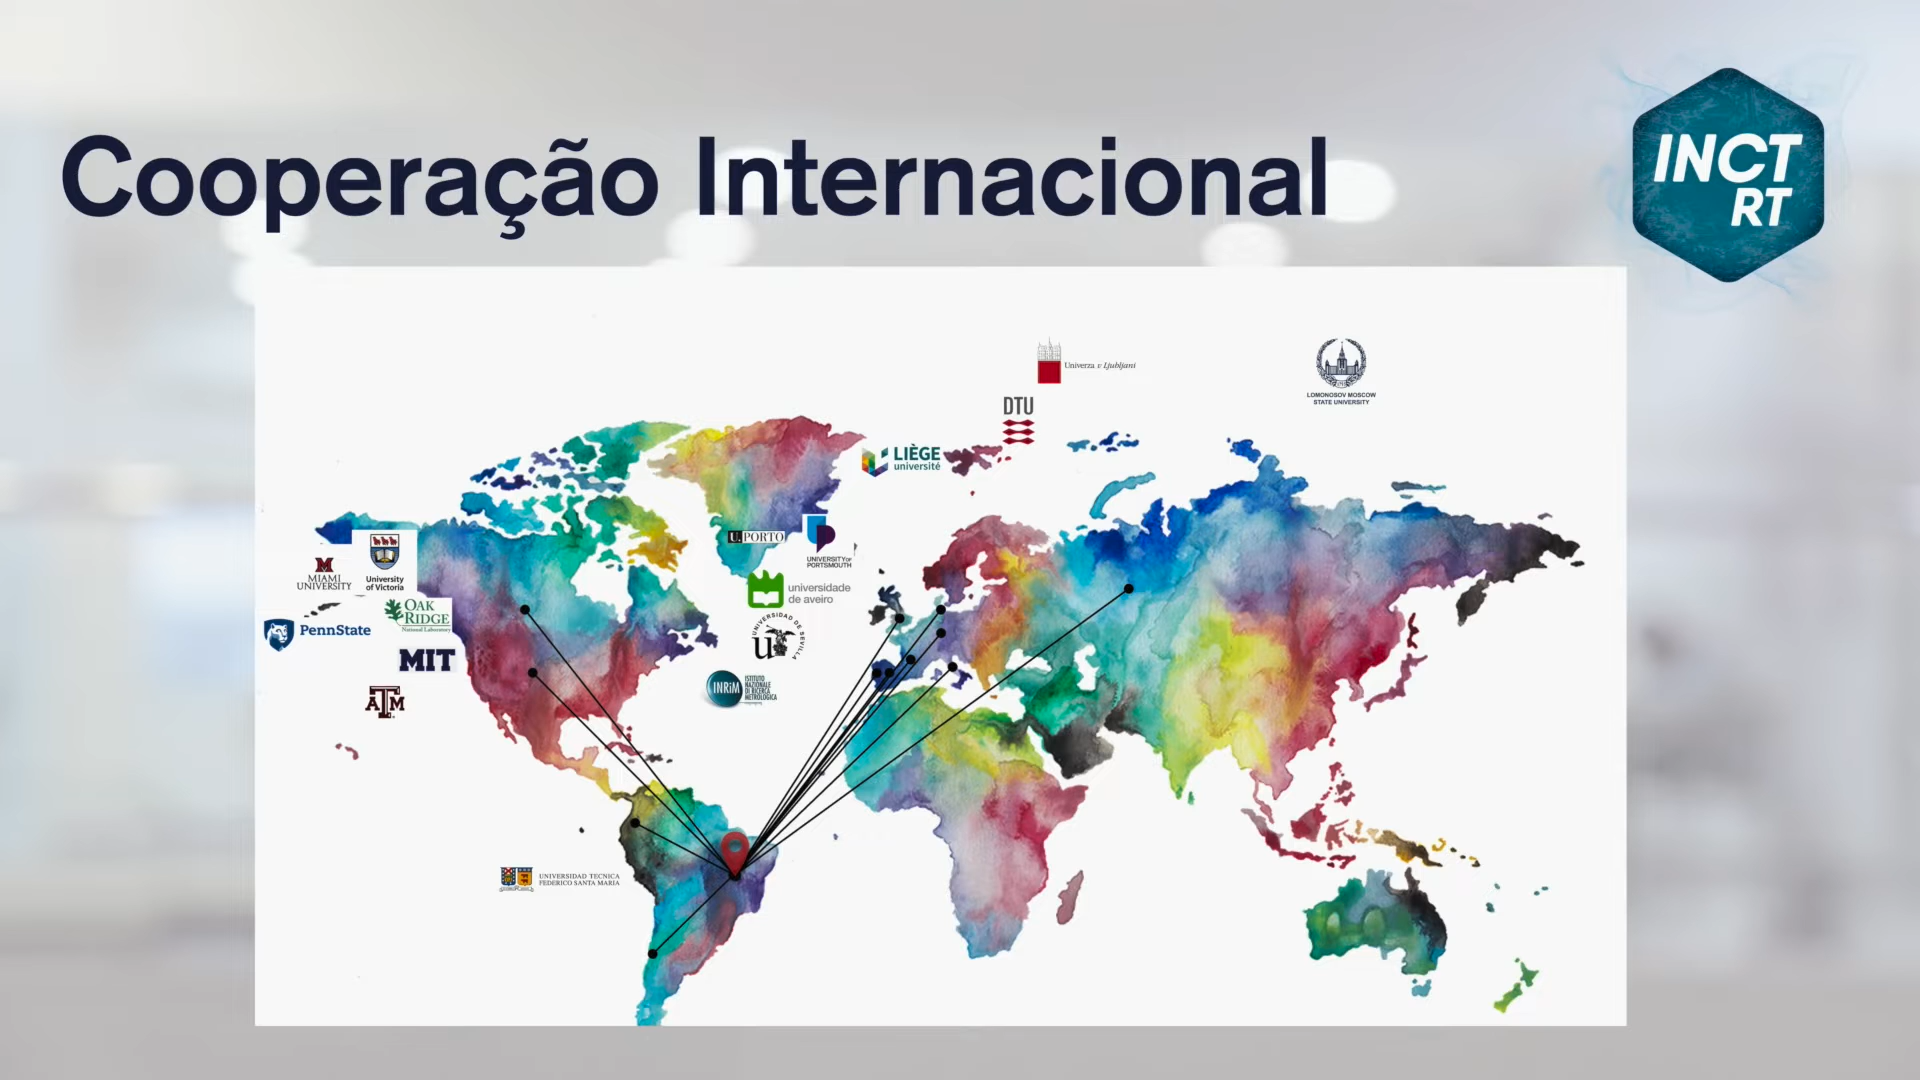 Cooperação Internacional
INCT
RT
Univerza v Ljubljani
LOMONOSOV MOSCOW
STATE UNIVERSITY
DTU
LIÈGE
université
U. PORTO
UNIVERSITY OF
PORTSMOUTH
MIAMI
UNIVERSITY
University
of Victoria
universidade
de aveiro
OAK
RIDGE
National Laboratory
PennState
UNIVERSIDAD DE SEVILLA
MIT
INRiM
ISTITUTO
NAZIONALE
DI RICERCA
METROLOGICA
ATM
UNIVERSIDAD TECNICA
FEDERICO SANTA MARIA